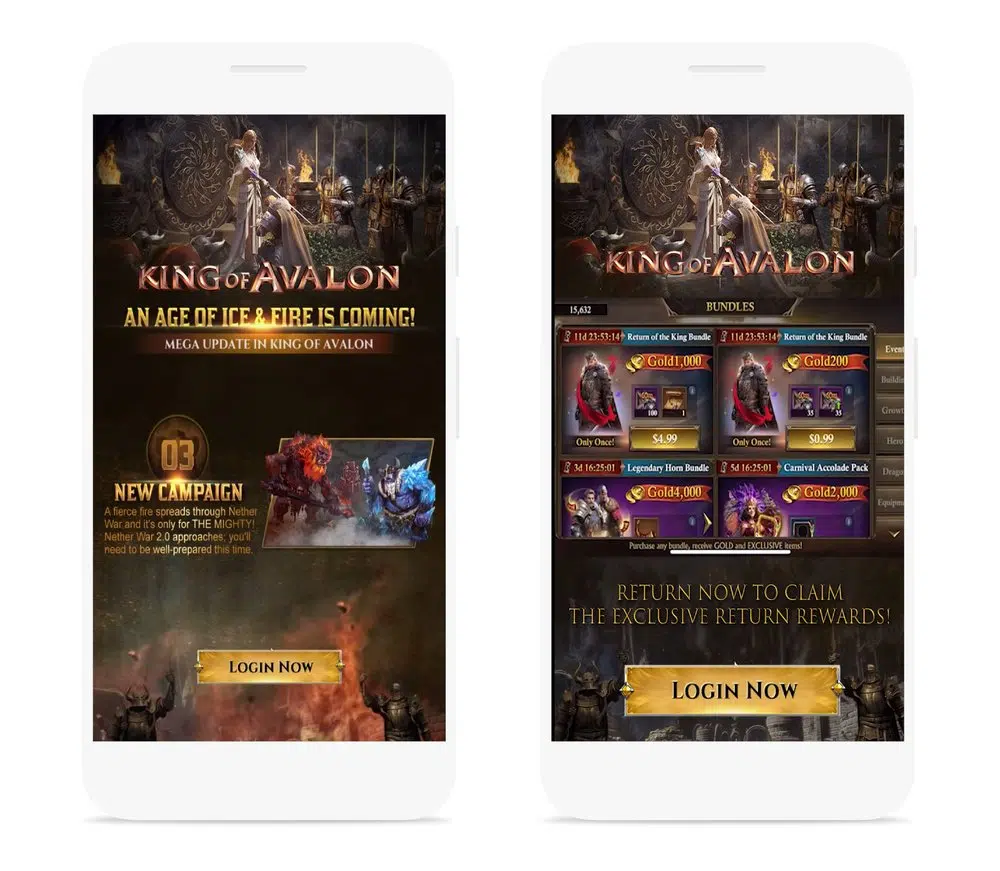 KING OF AVALON
AN AGE OF ICE & FIRE IS COMING!
MEGA UPDATE IN KING OF AVALON
03
NEW CAMPAIGN
A fierce fire spreads through Nether
War and it's only for THE MIGHTY!
Nether War 2.0 approaches; you'll
need to be well-prepared this time.
LOGIN NOW
KING OF AVALON
15,632
BUNDLES
11d 23:53:14 Return of the King Bundle
Gold1,000
100 1
Only Once! $4.99
11d 23:53:14 Return of the King Bundle
Gold200
35 35
Only Once! $0.99
3d 16:25:01 Legendary Horn Bundle
Gold4,000
5d 16:25:01 Carnival Accolade Pack
Gold2,000
Event
Buildin
Growt
Hero
Drago
Equipme
Purchase any bundle, receive GOLD and EXCLUSIVE items!
RETURN NOW TO CLAIM
THE EXCLUSIVE RETURN REWARDS!
LOGIN NOW